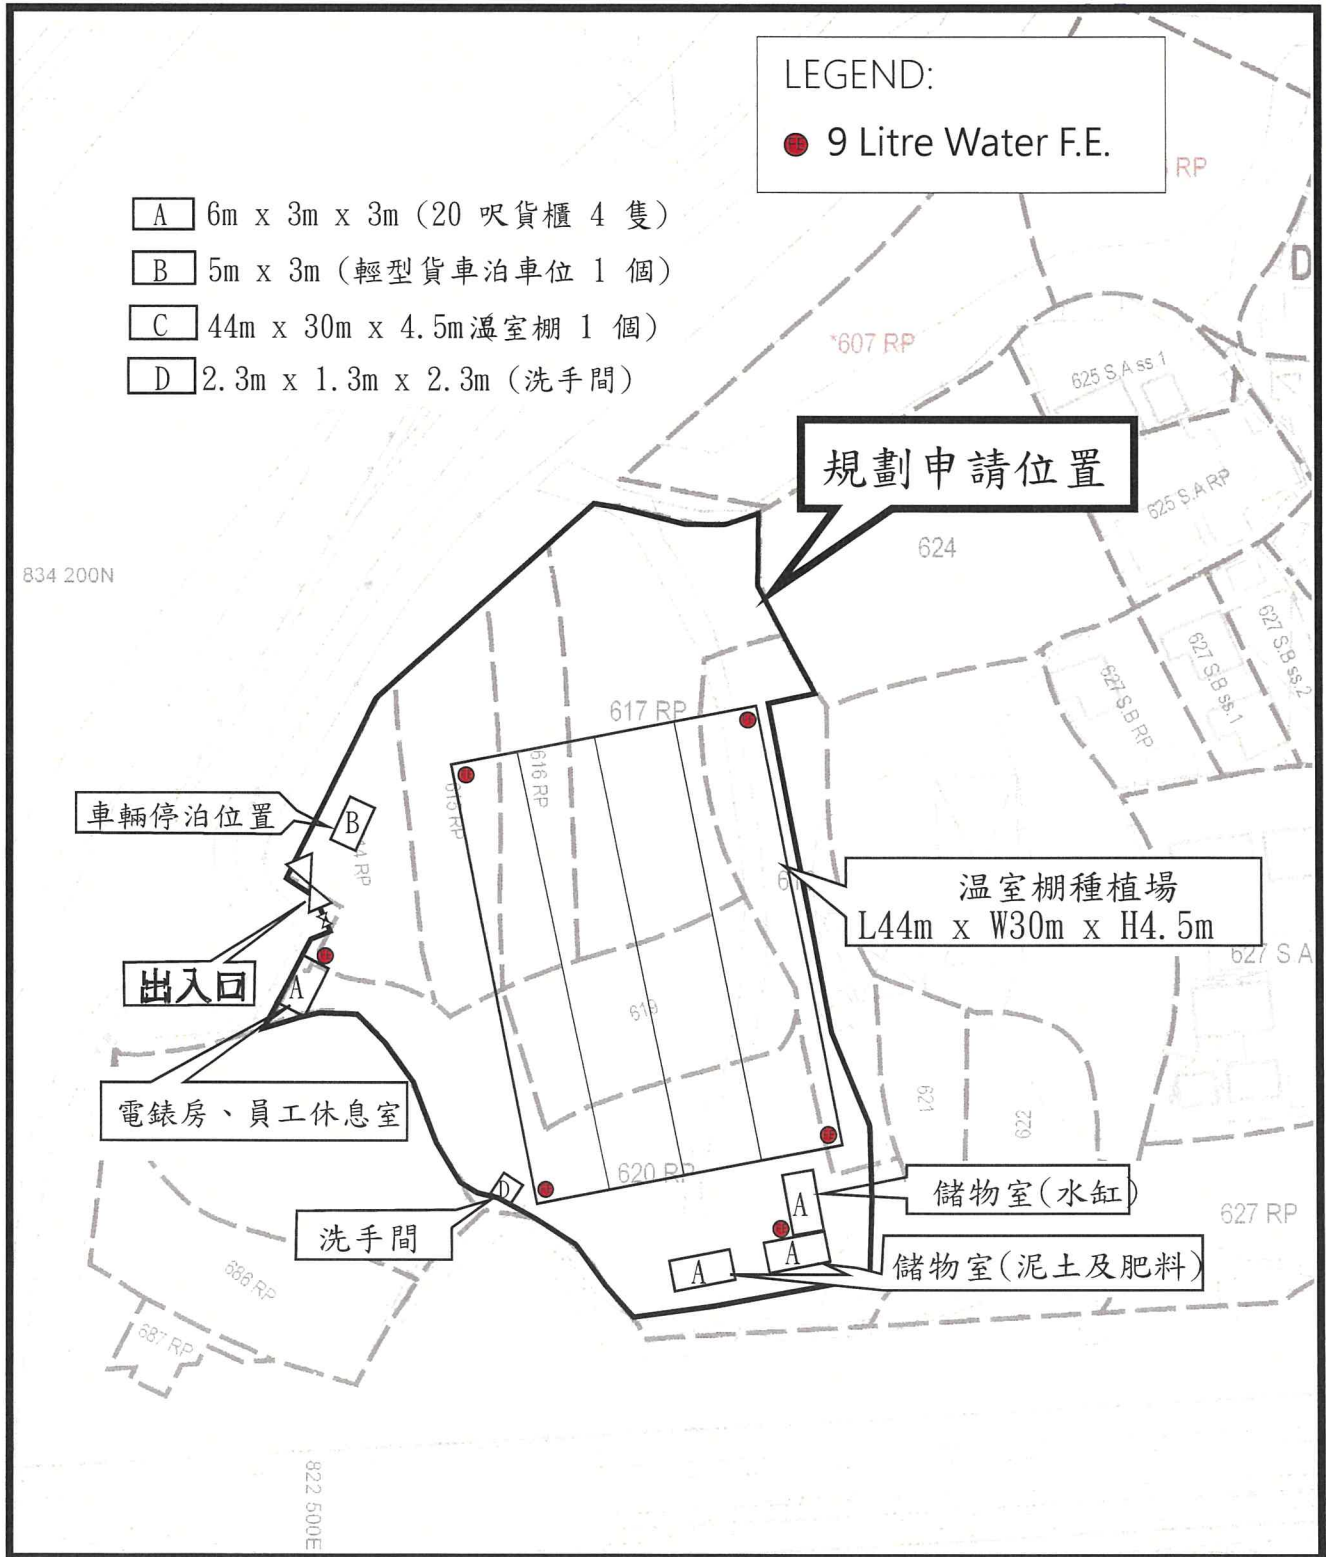 LEGEND:
9 Litre Water F.E.
RP
A 6m x 3m x 3m (20 呎貨櫃 4 隻)
B 5m x 3m (輕型貨車泊車位 1 個)
C 44m x 30m x 4.5m溫室棚 1 個)
D 2.3m x 1.3m x 2.3m (洗手間)
D
*607 RP
625 S.A ss.1
規劃申請位置
625 S.A RP
624
834 200N
627 S.B ss.2
627 S.B ss.1
627 S.B RP
617 RP
616 RP
615 RP
車輛停泊位置
B
14 RP
温室棚種植場
L44m x W30m x H4.5m
627 S A
出入口
A
619
電錶房、員工休息室
621
622
620 RP
D
洗手間
A
儲物室(水缸)
627 RP
A
A
儲物室(泥土及肥料)
686 RP
687 RP
822 500E